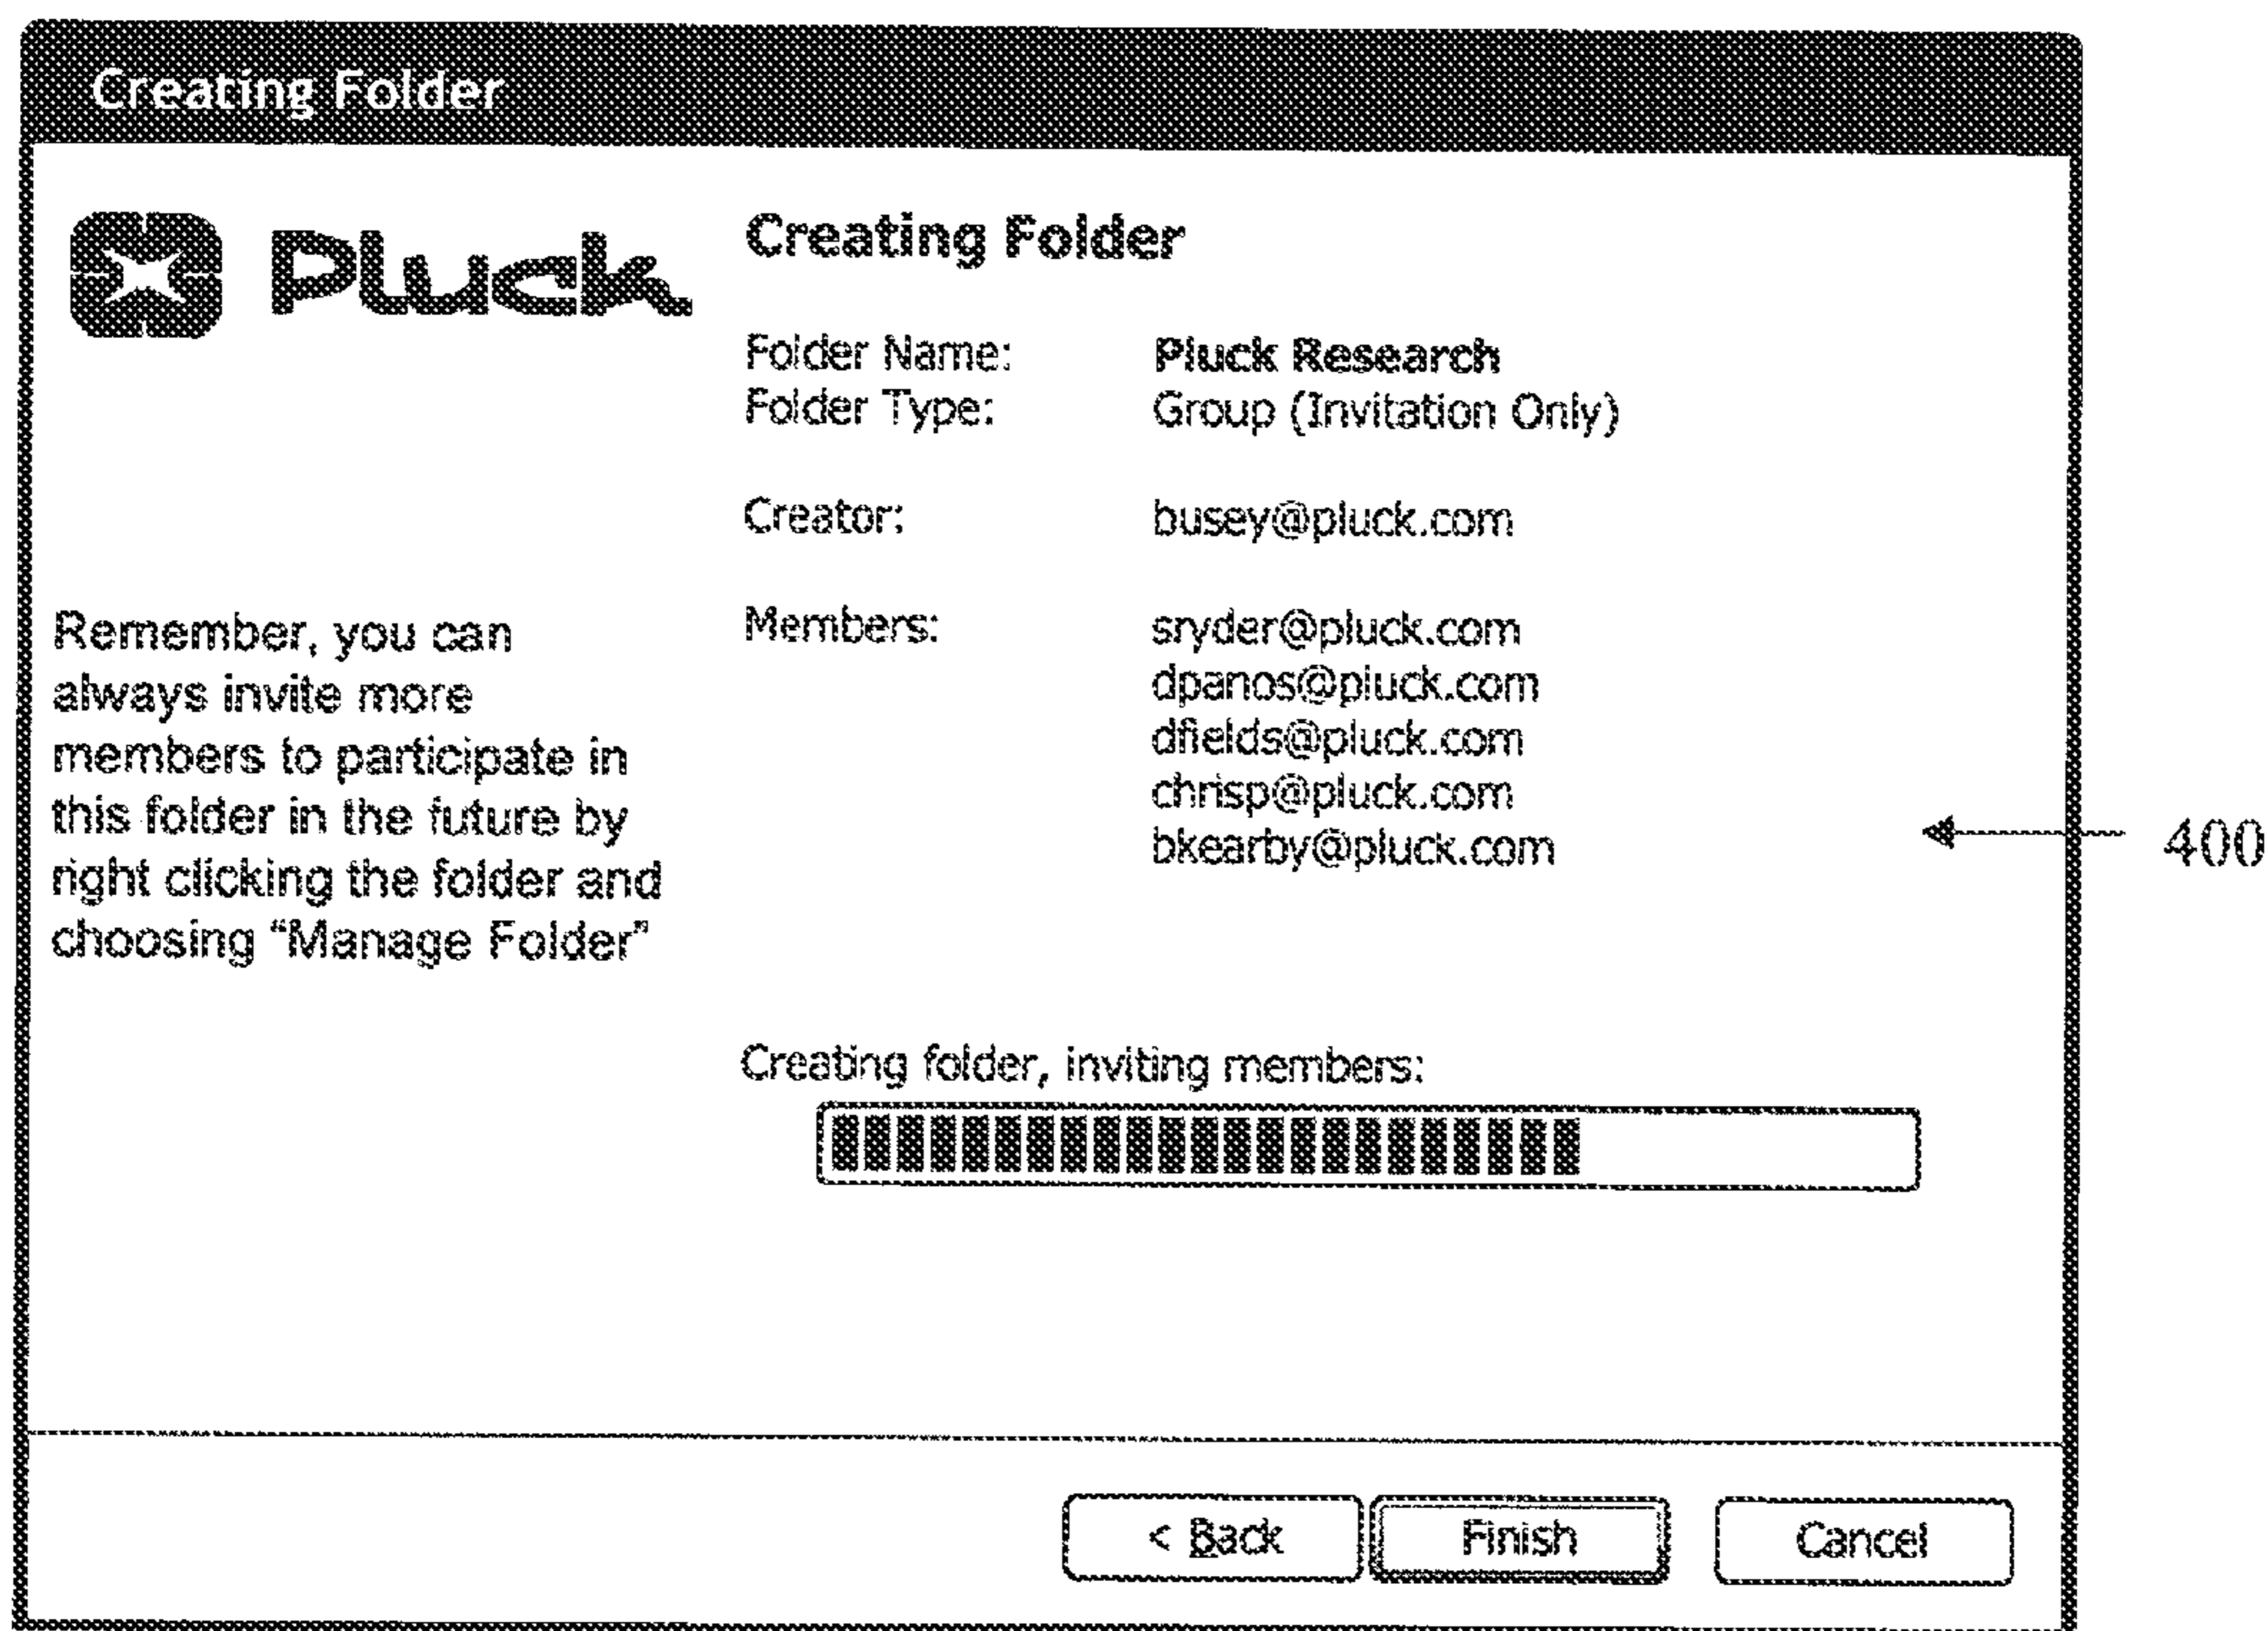 Creating Folder
Pluck
Creating Folder
Folder Name: Pluck Research
Folder Type: Group (Invitation Only)
Creator: busey@pluck.com
Members: sryder@pluck.com
dpanos@pluck.com
dfields@pluck.com
chrisp@pluck.com
bkearby@pluck.com
Remember, you can
always invite more
members to participate in
this folder in the future by
right clicking the folder and
choosing “Manage Folder”
400
Creating folder, inviting members:
< Back
Finish
Cancel